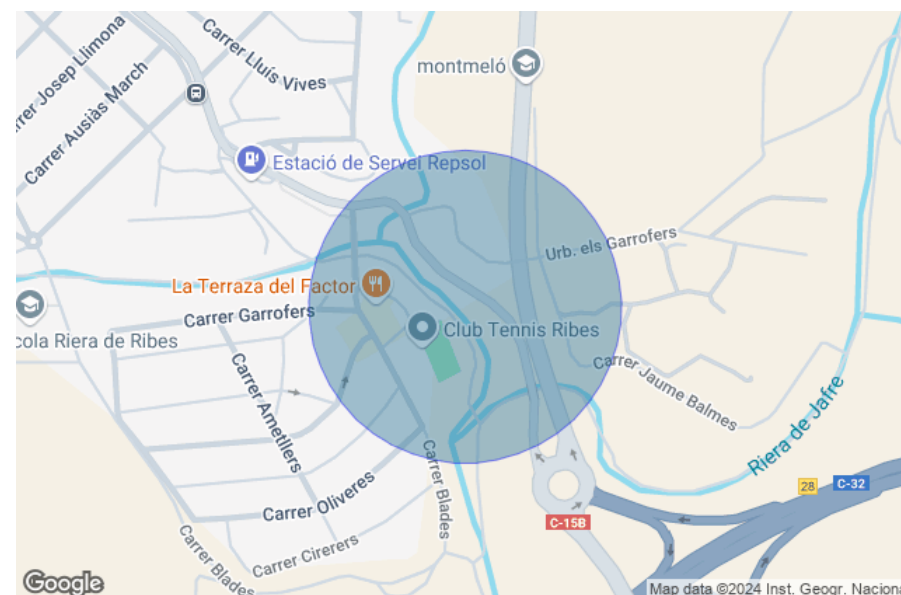 Carrer Josep Llimona
Carrer Lluís Vives
montmeló
Carrer Ausiàs March
Estació de Servei Repsol
Urb. els Garrofers
La Terraza del Factor
Carrer Garrofers
Club Tennis Ribes
cola Riera de Ribes
Carrer Jaume Balmes
Carrer Ametllers
Riera de Jafre
Carrer Blades
28
C-32
Carrer Oliveres
C-15B
Carrer Cirerers
Carrer Blades
Google
Map data ©2024 Inst. Geogr. Naciona